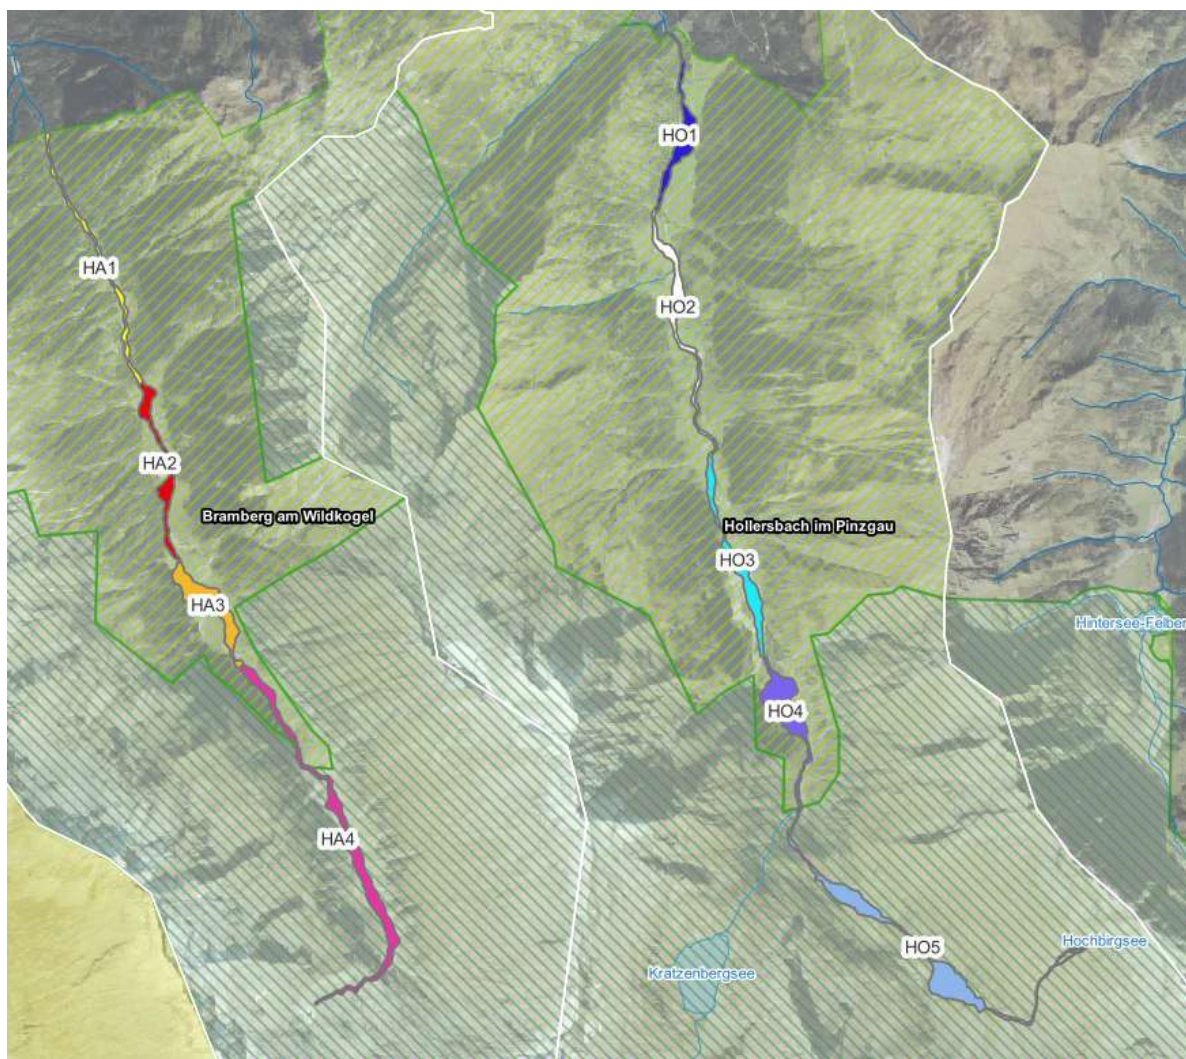 HO1
HA1
HO2
HA2
Bramberg am Wildkogel
Hollersbach im Pinzgau
HO3
HA3
Hintersee-Felber
HO4
HA4
HO5
Hochbirgsee
Kratzenbergsee